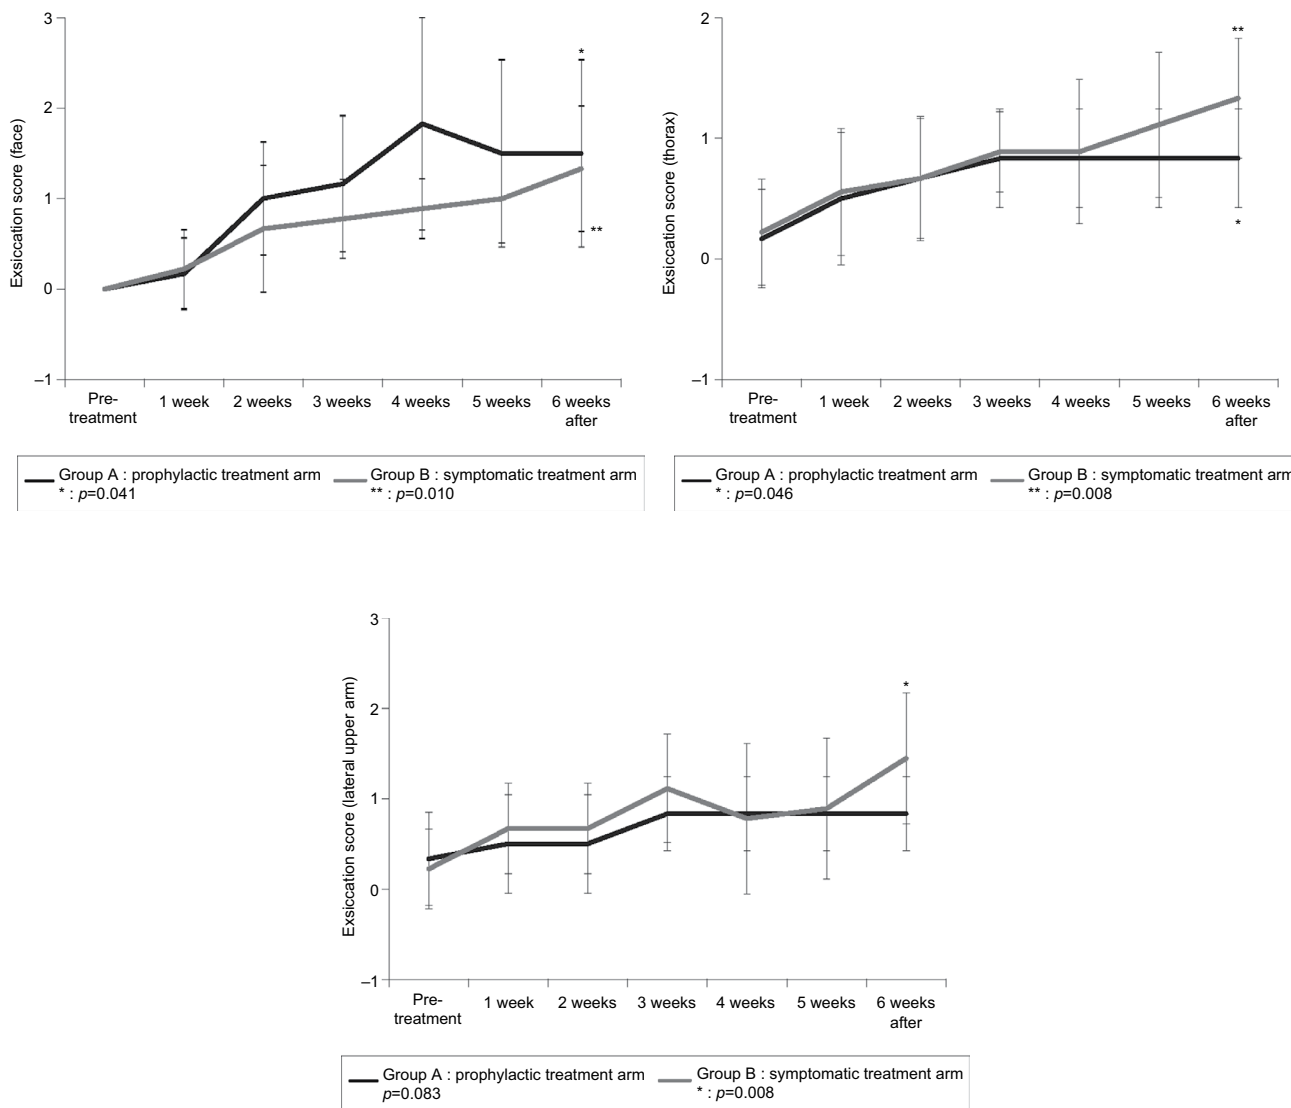 Exsiccation score (face)
3
2
1
0
–1
Pre-
treatment
1 week
2 weeks
3 weeks
4 weeks
5 weeks
6 weeks
after
*
**
Group A : prophylactic treatment arm
* : p=0.041
Group B : symptomatic treatment arm
** : p=0.010
Exsiccation score (thorax)
2
1
0
–1
Pre-
treatment
1 week
2 weeks
3 weeks
4 weeks
5 weeks
6 weeks
after
**
*
Group A : prophylactic treatment arm
* : p=0.046
Group B : symptomatic treatment arm
** : p=0.008
Exsiccation score (lateral upper arm)
3
2
1
0
–1
Pre-
treatment
1 week
2 weeks
3 weeks
4 weeks
5 weeks
6 weeks
after
*
Group A : prophylactic treatment arm
p=0.083
Group B : symptomatic treatment arm
* : p=0.008